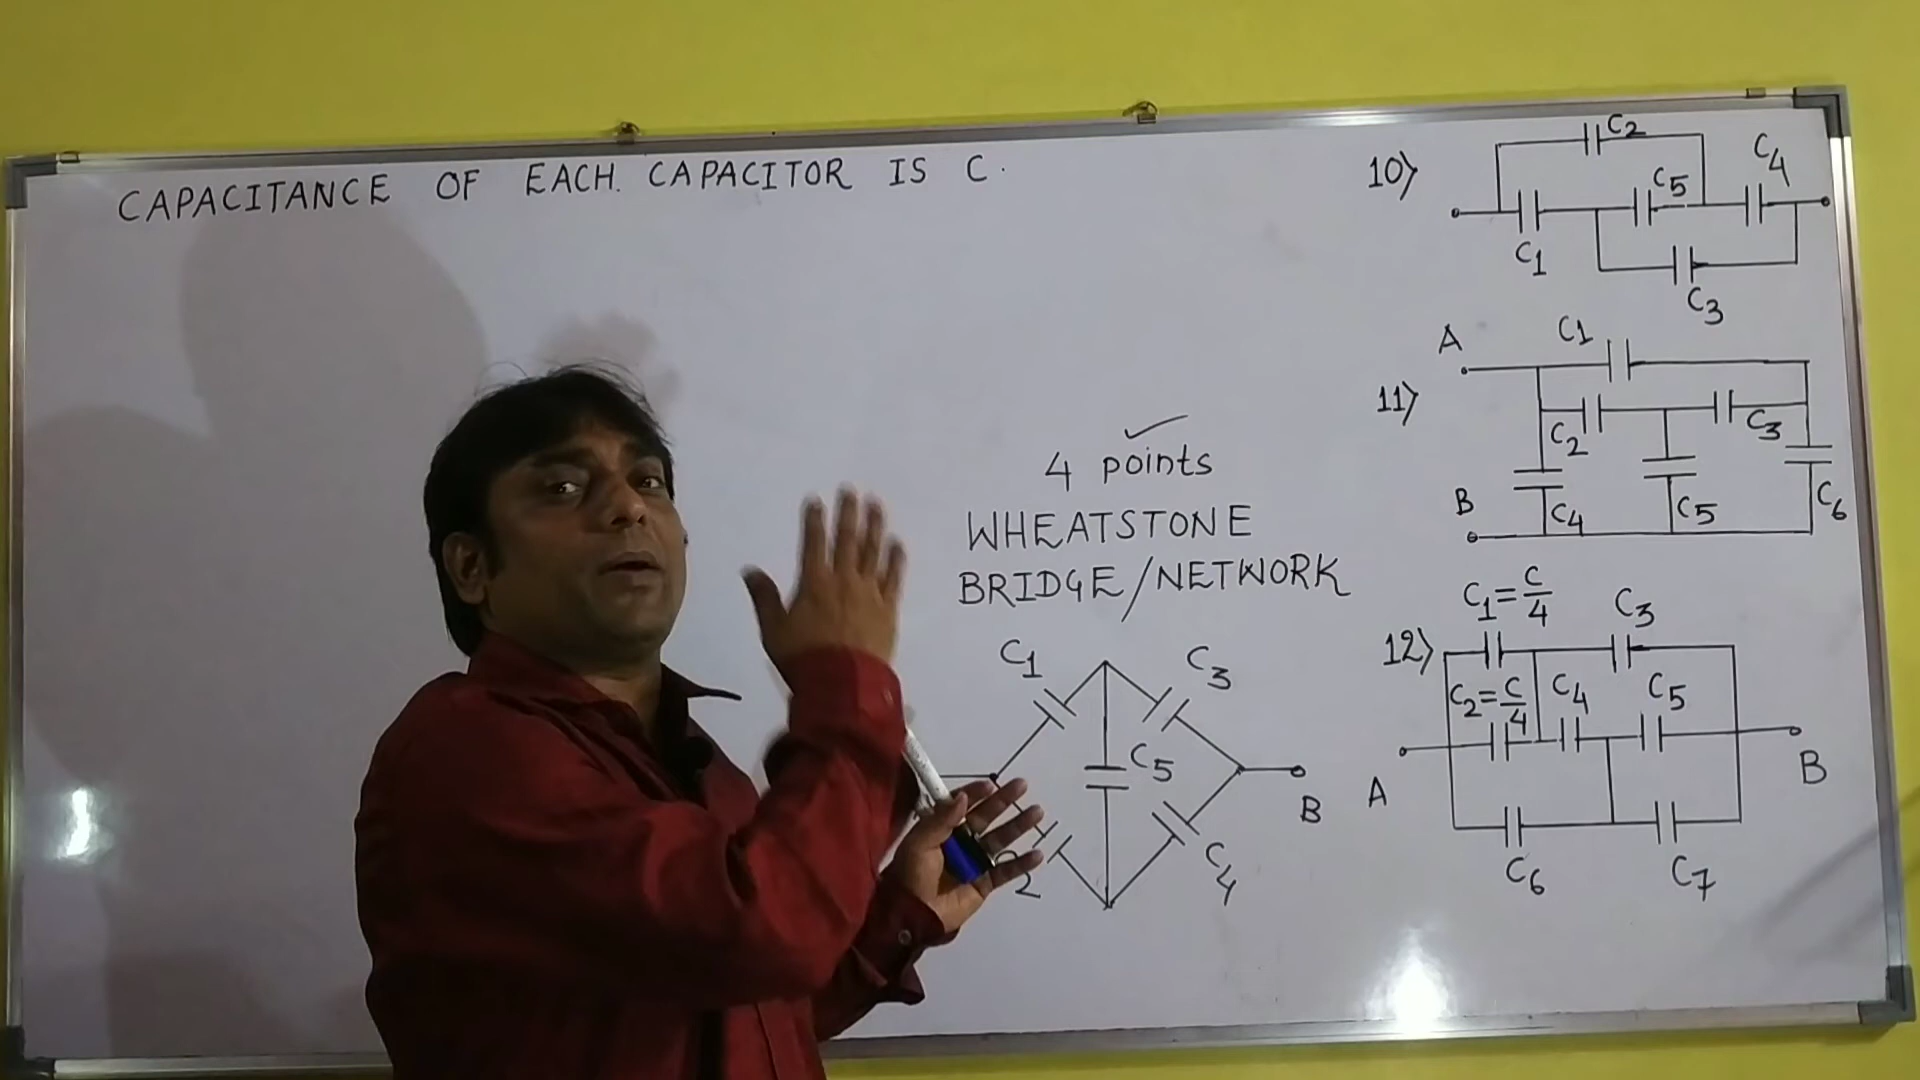 CAPACITANCE OF EACH. CAPACITOR IS C.
4 points
WHEATSTONE
BRIDGE/NETWORK
C1
C3
C5
B
2
C4
10)
C2
C5
C4
C1
C3
11)
A
C1
C2
C3
B
C4
C5
C6
12)
C1=C/4
C3
C2=C/4
C4
C5
A
B
C6
C7